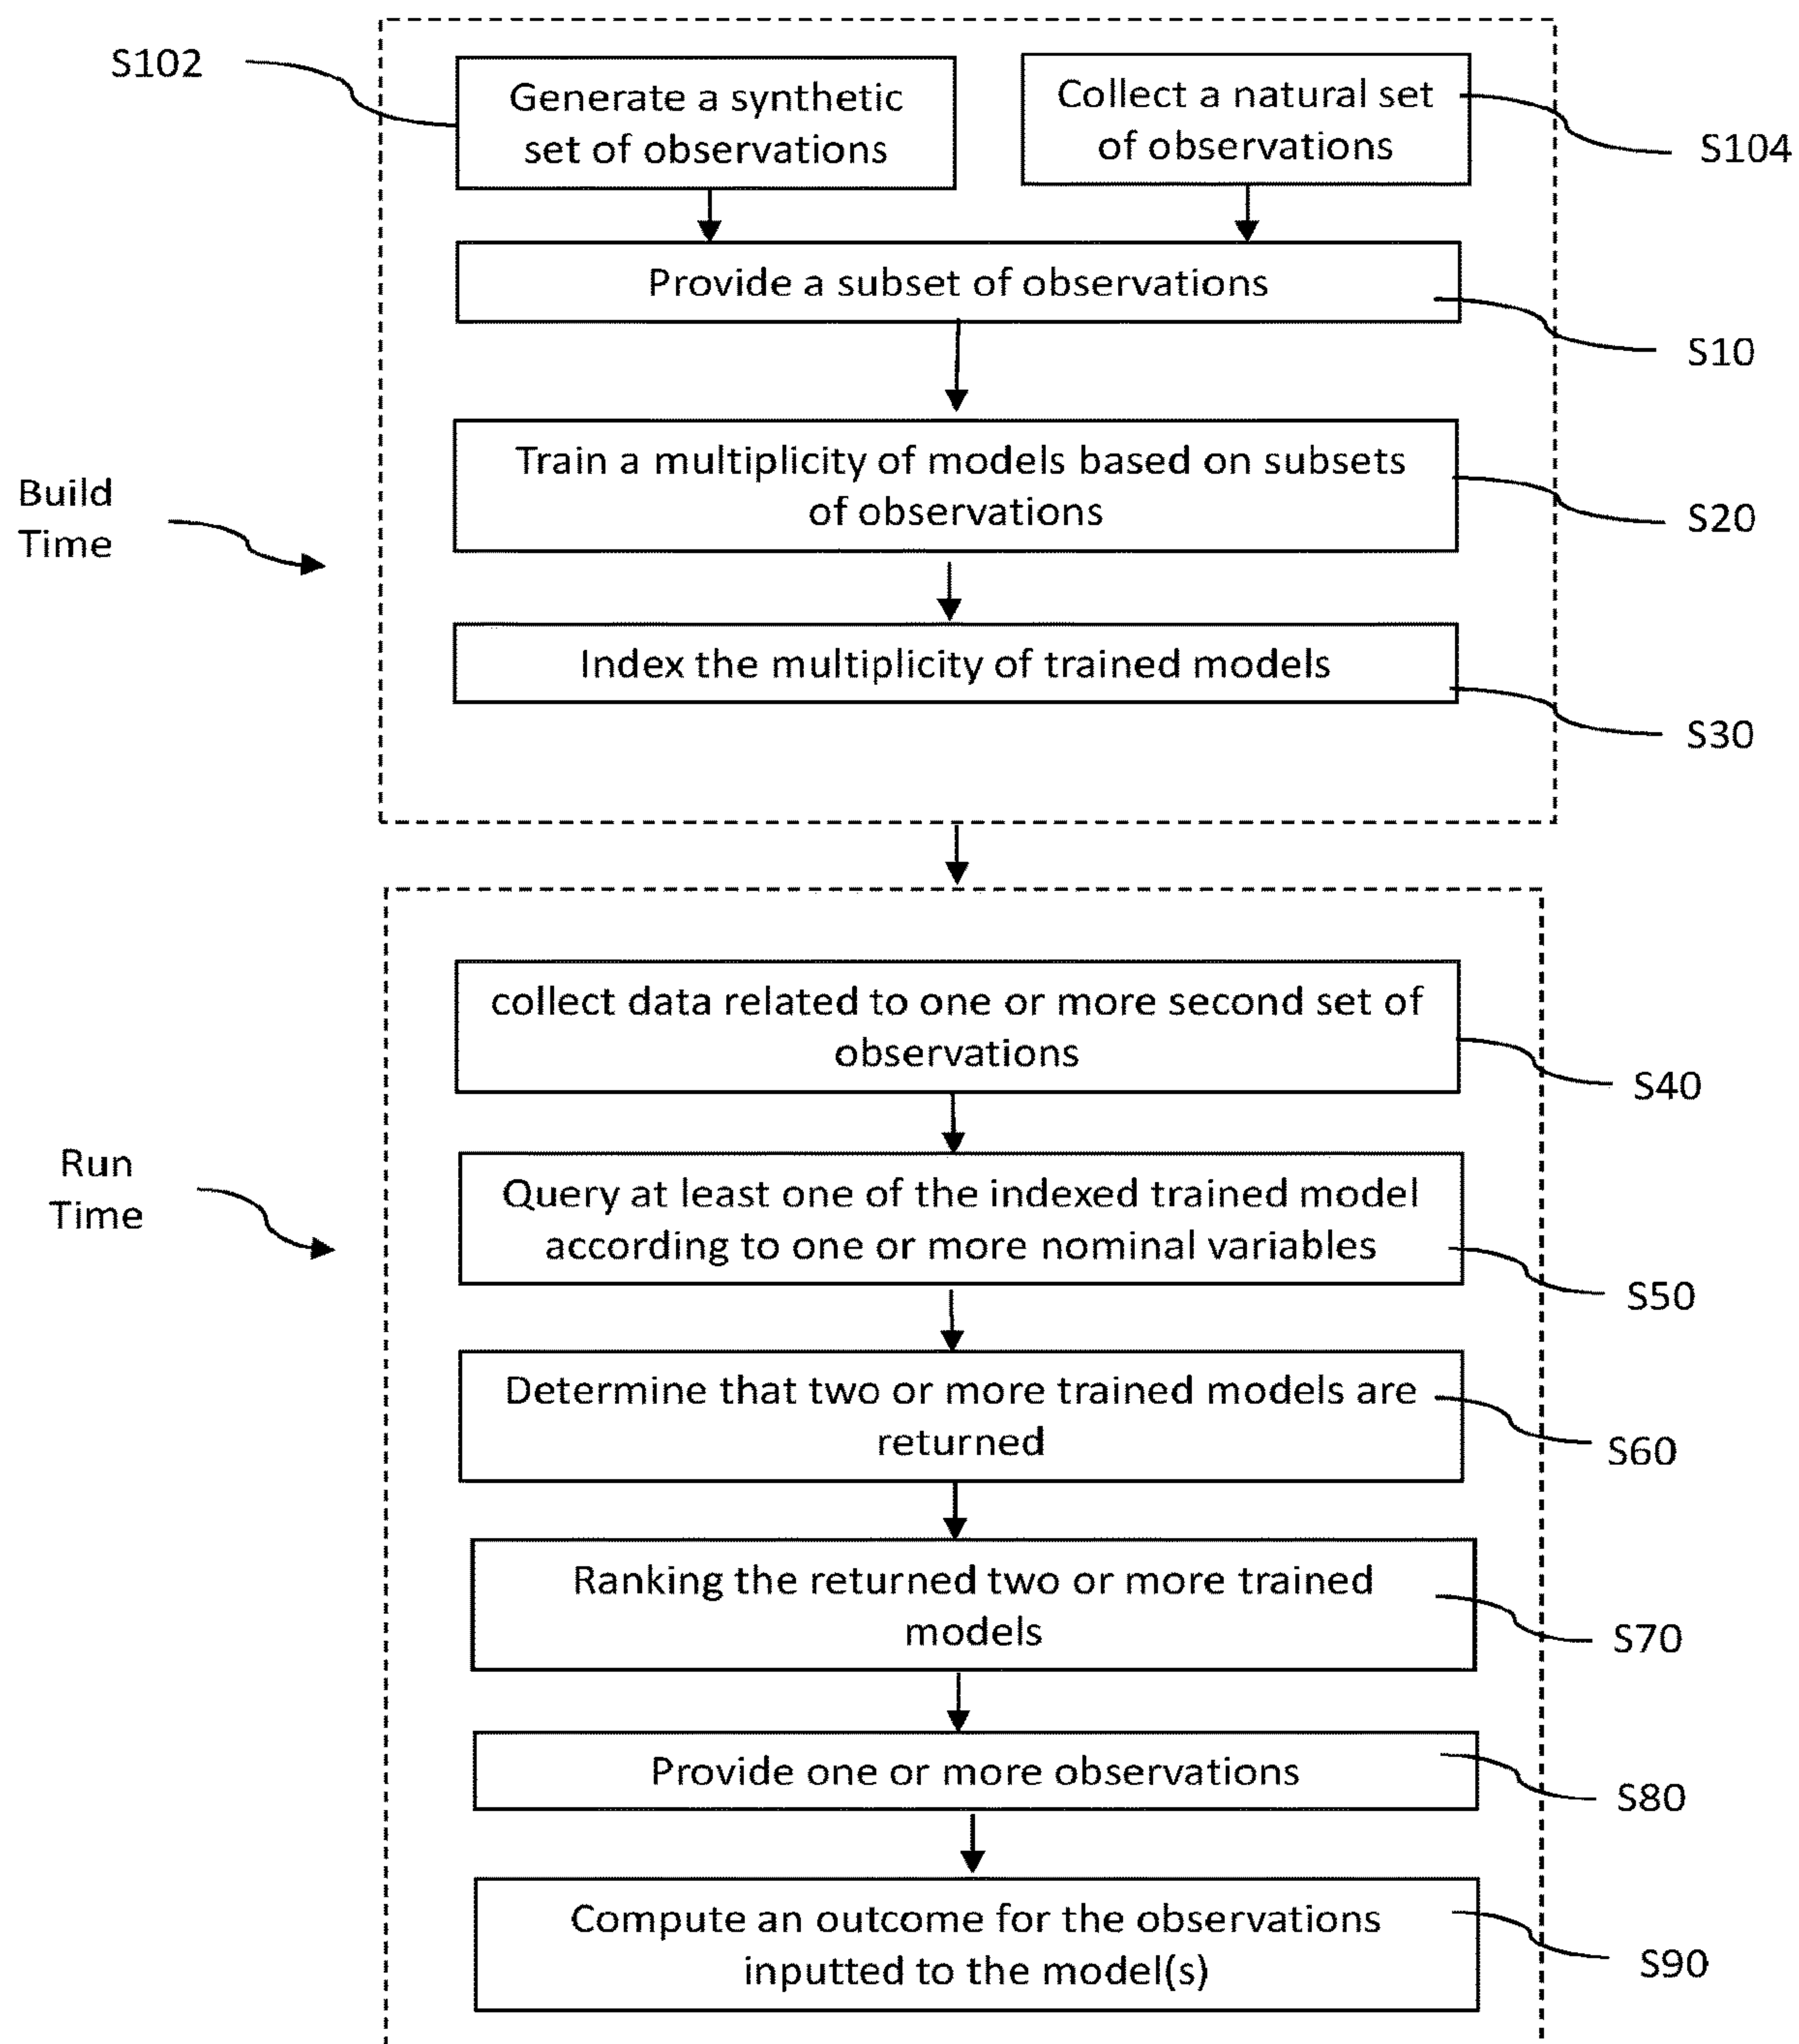 S102
Generate a synthetic
set of observations
Collect a natural set
of observations
S104
Provide a subset of observations
S10
Train a multiplicity of models based on subsets
of observations
S20
Build
Time
Index the multiplicity of trained models
S30
collect data related to one or more second set of
observations
S40
Run
Time
Query at least one of the indexed trained model
according to one or more nominal variables
S50
Determine that two or more trained models are
returned
S60
Ranking the returned two or more trained
models
S70
Provide one or more observations
S80
Compute an outcome for the observations
inputted to the model(s)
S90